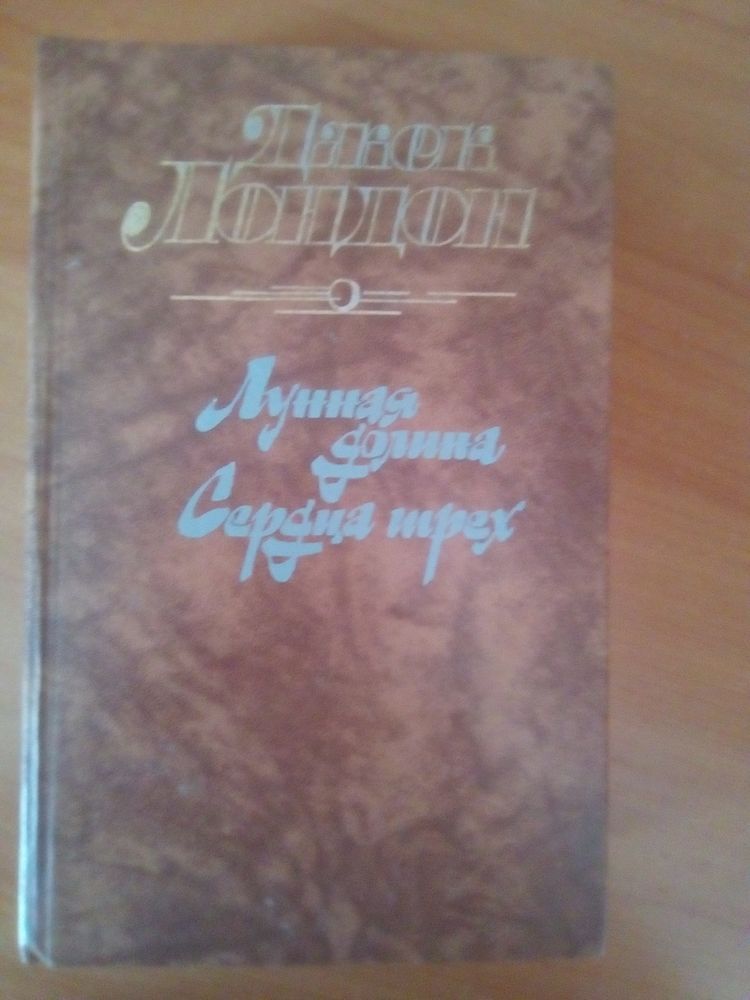 Джек
Лондон
Лунная
долина
Сердца трех